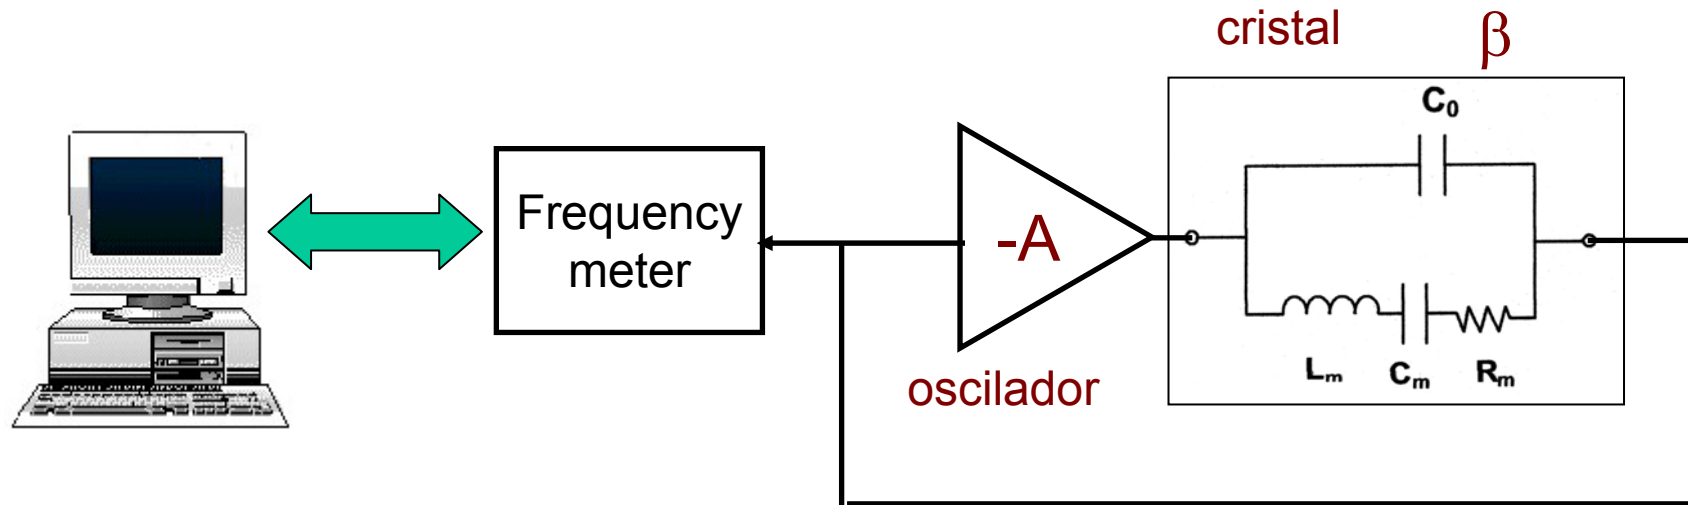 cristal
β
C₀
Frequency
meter
-A
Lₘ
Cₘ
Rₘ
oscilador